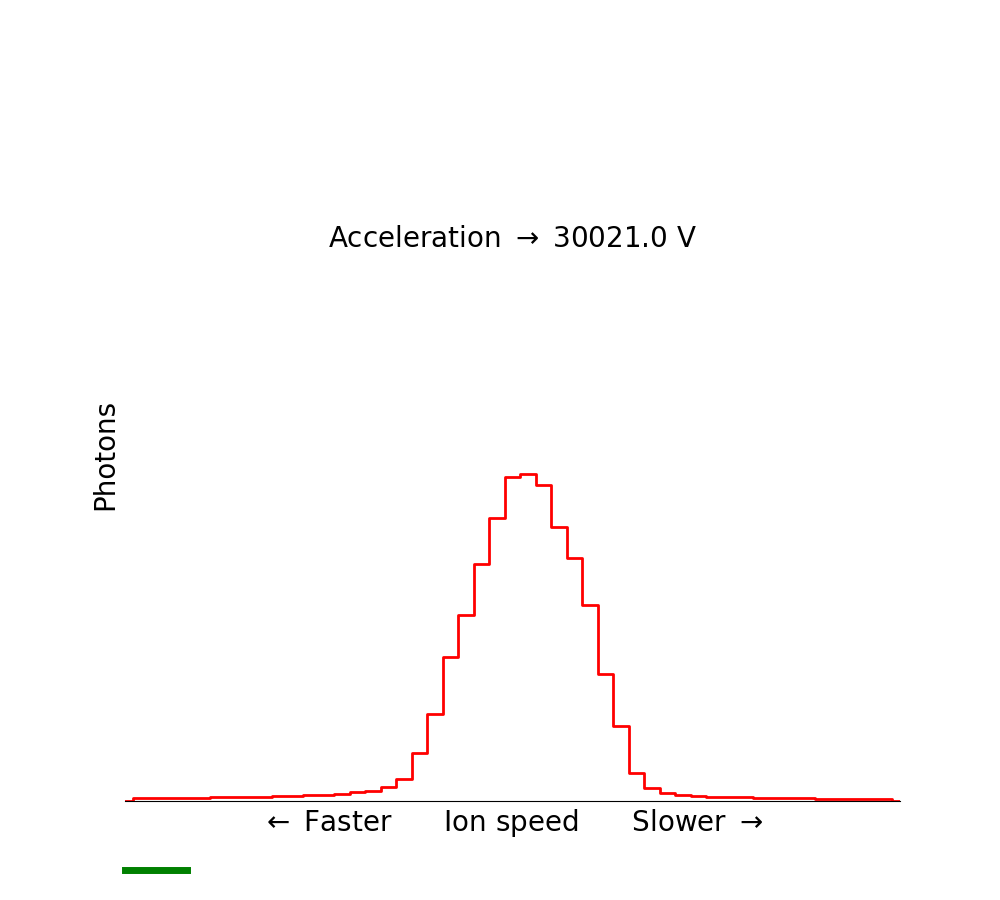 Acceleration → 30021.0 V
Photons
← Faster Ion speed Slower →